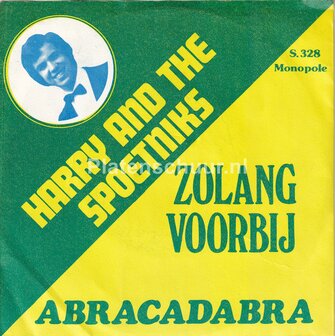 S. 328
Monopole
HARRY AND THE
SPOETNIKS
Platenschuur.nl
ZOLANG
VOORBIJ
ABRACADABRA